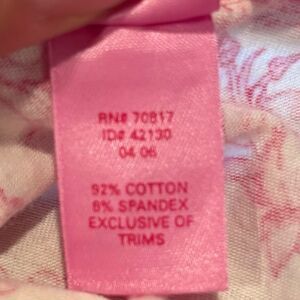 RN# 70817
ID# 42130
04 06
92% COTTON
8% SPANDEX
EXCLUSIVE OF
TRIMS